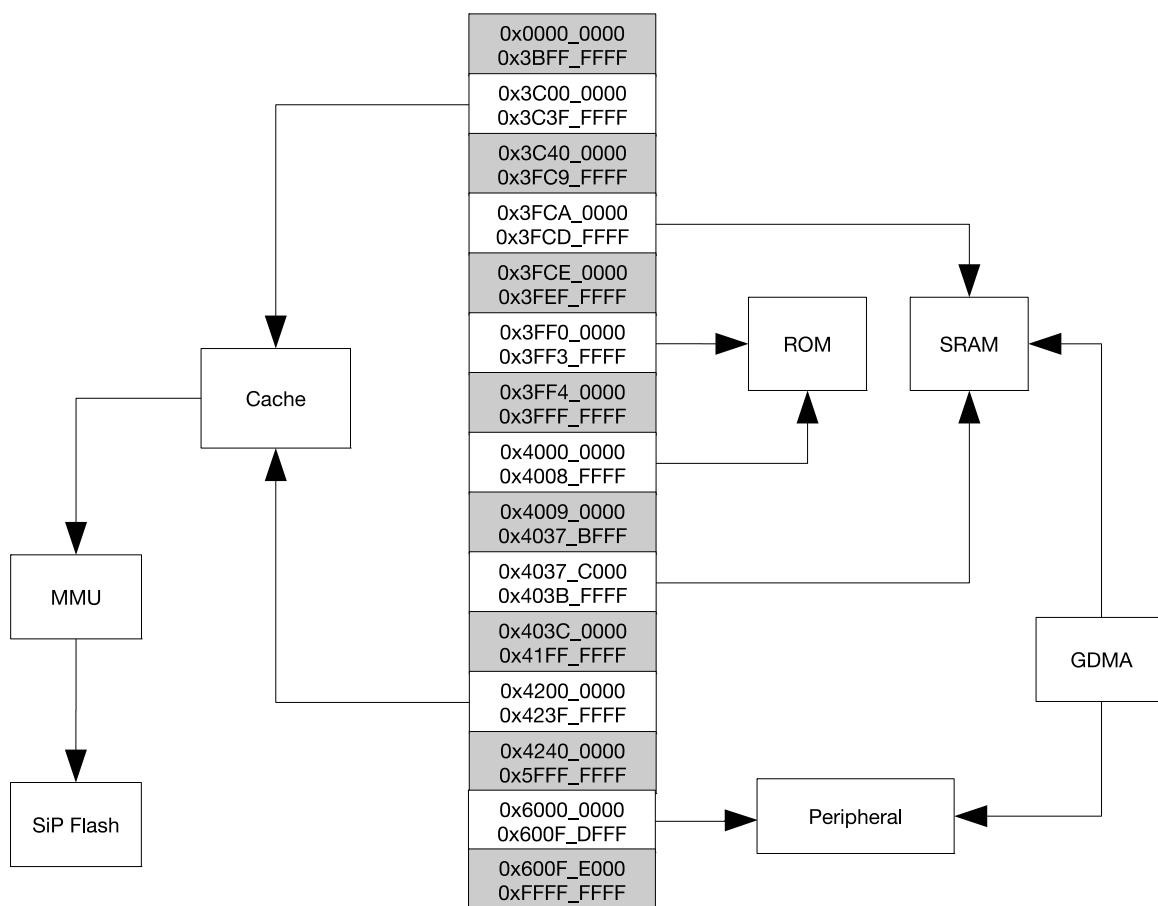 0x0000_0000
0x3BFF_FFFF
0x3C00_0000
0x3C3F_FFFF
0x3C40_0000
0x3FC9_FFFF
0x3FCA_0000
0x3FCD_FFFF
0x3FCE_0000
0x3FEF_FFFF
0x3FF0_0000
0x3FF3_FFFF
ROM
SRAM
Cache
0x3FF4_0000
0x3FFF_FFFF
0x4000_0000
0x4008_FFFF
0x4009_0000
0x4037_BFFF
0x4037_C000
0x403B_FFFF
MMU
0x403C_0000
0x41FF_FFFF
GDMA
0x4200_0000
0x423F_FFFF
0x4240_0000
0x5FFF_FFFF
SiP Flash
0x6000_0000
0x600F_DFFF
Peripheral
0x600F_E000
0xFFFF_FFFF